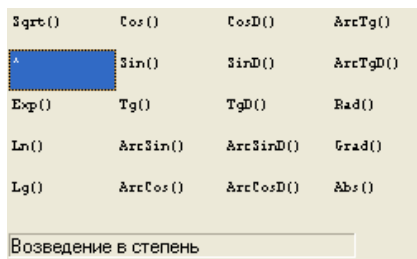 Sqrt() Cos() CosD() ArcTg()
^ Sin() SinD() ArcTgD()
Exp() Tg() TgD() Rad()
Ln() ArcSin() ArcSinD() Grad()
Lg() ArcCos() ArcCosD() Abs()
Возведение в степень